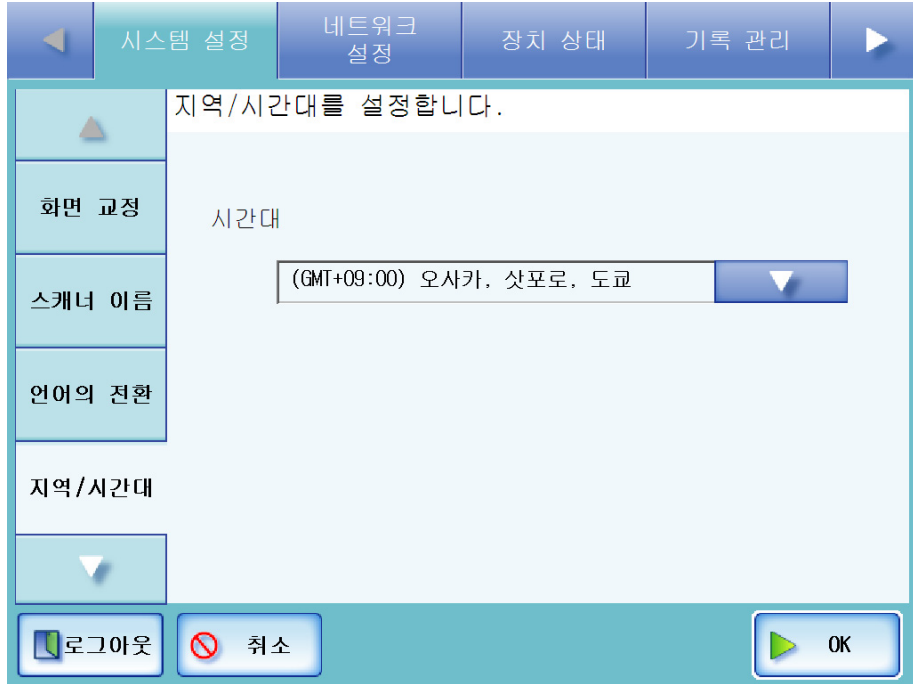 시스템 설정
네트워크
설정
장치 상태
기록 관리
지역/시간대를 설정합니다.
화면 교정
스캐너 이름
언어의 전환
지역/시간대
시간대
(GMT+09:00) 오사카, 삿포로, 도쿄
로그아웃
취소
OK